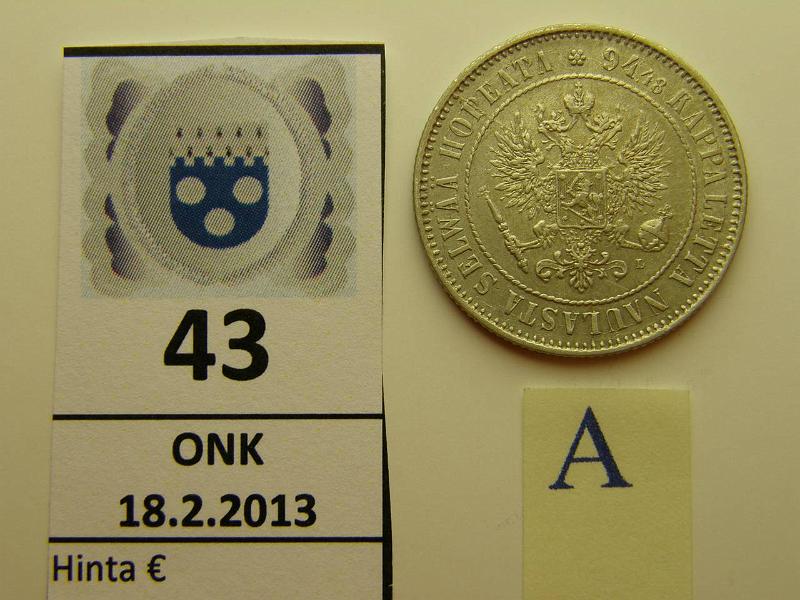 43
ONK
18.2.2013
Hinta €
94,48 KAPPALETTA NAULASTA SELWÄÄ HOPEATA
L
A